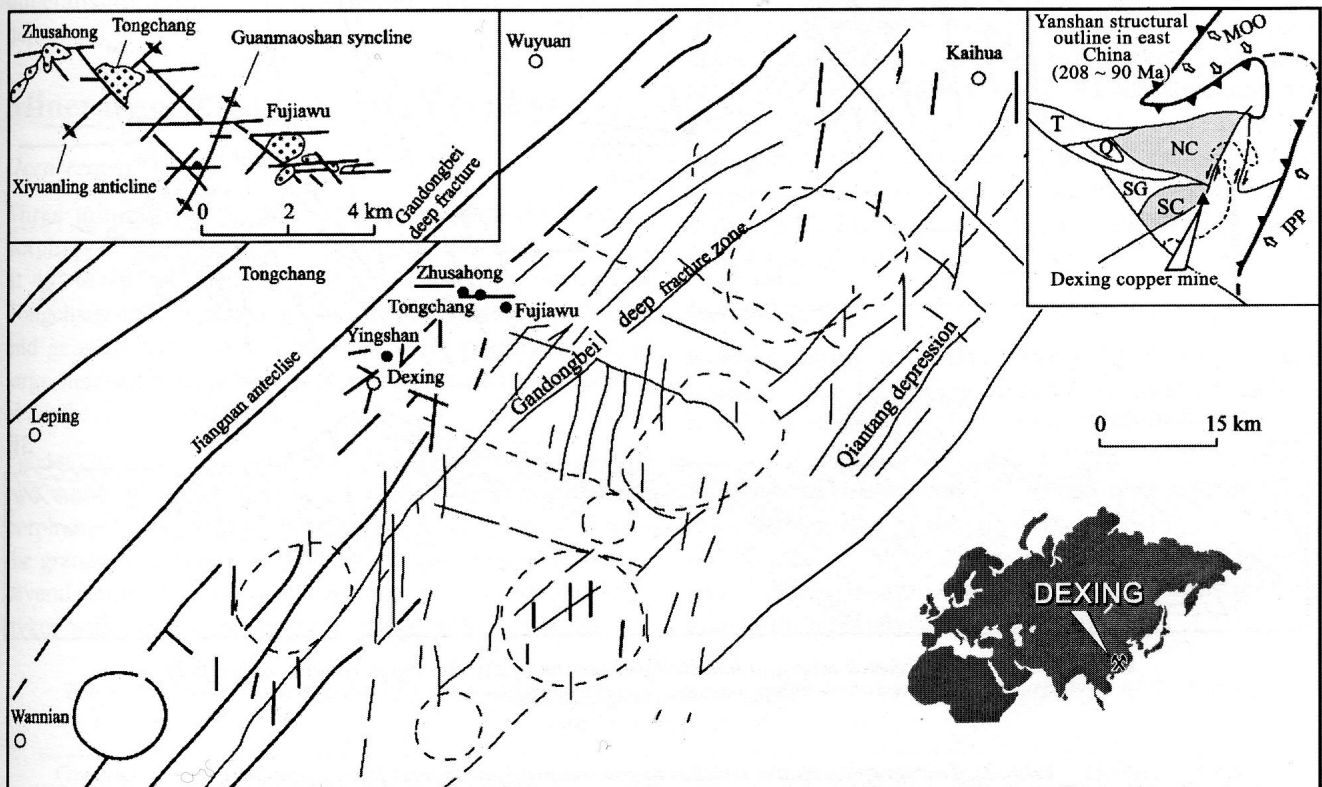 Zhusahong
Tongchang
Guanmaoshan syncline
Fujiawu
Xiyuanling anticline
0 2 4 km
Wuyuan
Kaihua
Yanshan structural
outline in east
China
(208 ~ 90 Ma)
MOO
T
Q
NC
SG
SC
IPP
Dexing copper mine
Gandongbei
deep fracture
Tongchang
Zhusahong
Tongchang
Fujiawu
Yingshan
Dexing
Gandongbei
deep fracture zone
Qiantang depression
Jiangnan anteclise
Leping
0 15 km
DEXING
Wannian